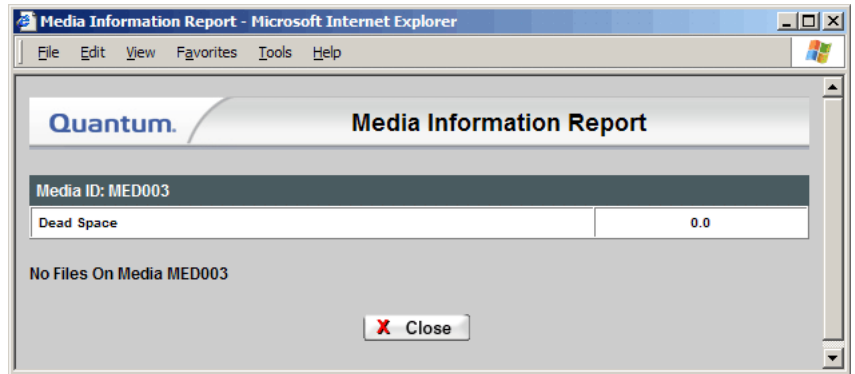 Media Information Report - Microsoft Internet Explorer
File Edit View Favorites Tools Help
Quantum. Media Information Report
Media ID: MED003
Dead Space 0.0
No Files On Media MED003
X Close